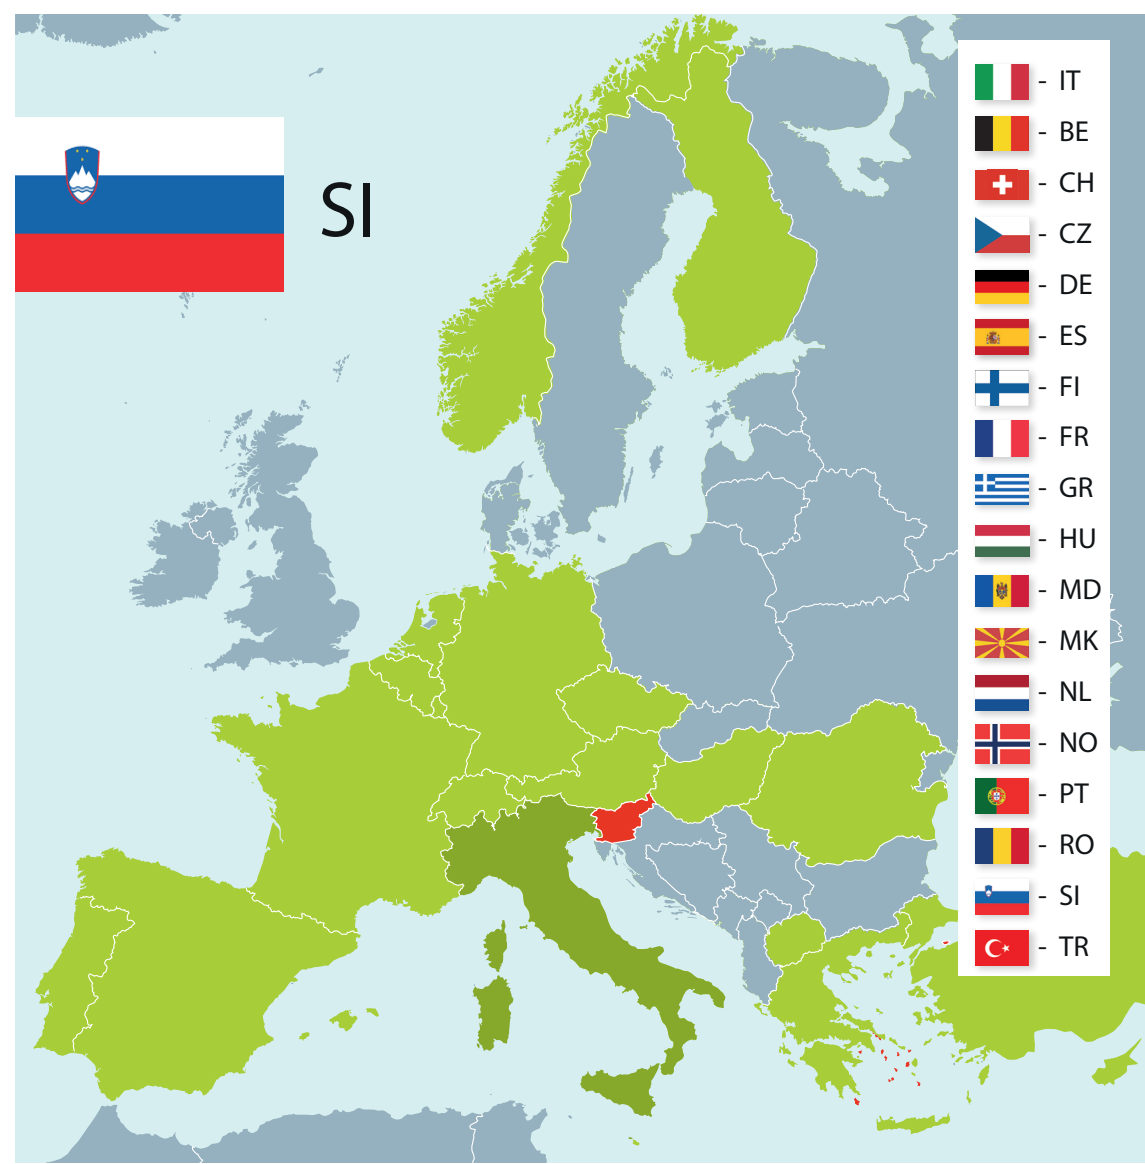 SI
- IT
- BE
- CH
- CZ
- DE
- ES
- FI
- FR
- GR
- HU
- MD
- MK
- NL
- NO
- PT
- RO
- SI
- TR